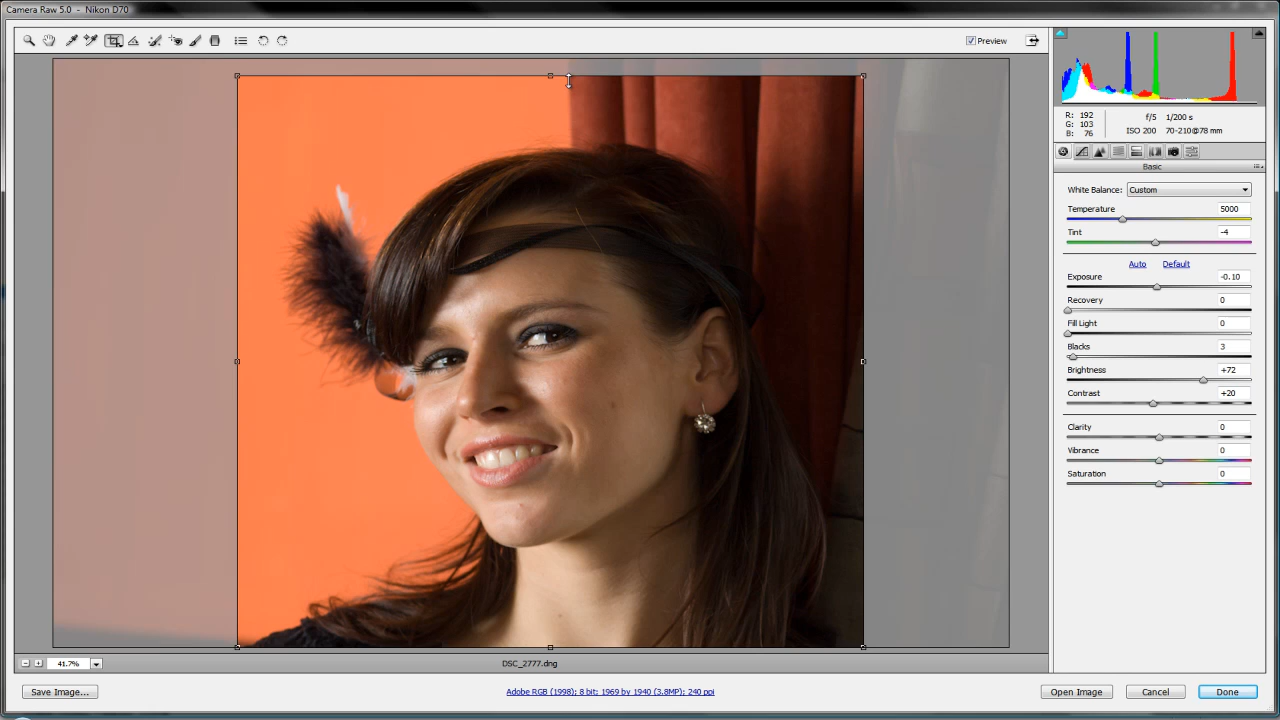 Camera Raw 5.0 - Nikon D70
Preview
R: 192
G: 103
B: 76
f/5 1/200 s
ISO 200 70-210@78 mm
Basic
White Balance: Custom
Temperature 5000
Tint -4
Auto Default
Exposure -0.10
Recovery 0
Fill Light 0
Blacks 3
Brightness +72
Contrast +20
Clarity 0
Vibrance 0
Saturation 0
41.7% DSC_2777.dng
Save Image... Adobe RGB (1998); 8 bit; 1969 by 1940 (3.8MP); 240 ppi Open Image Cancel Done